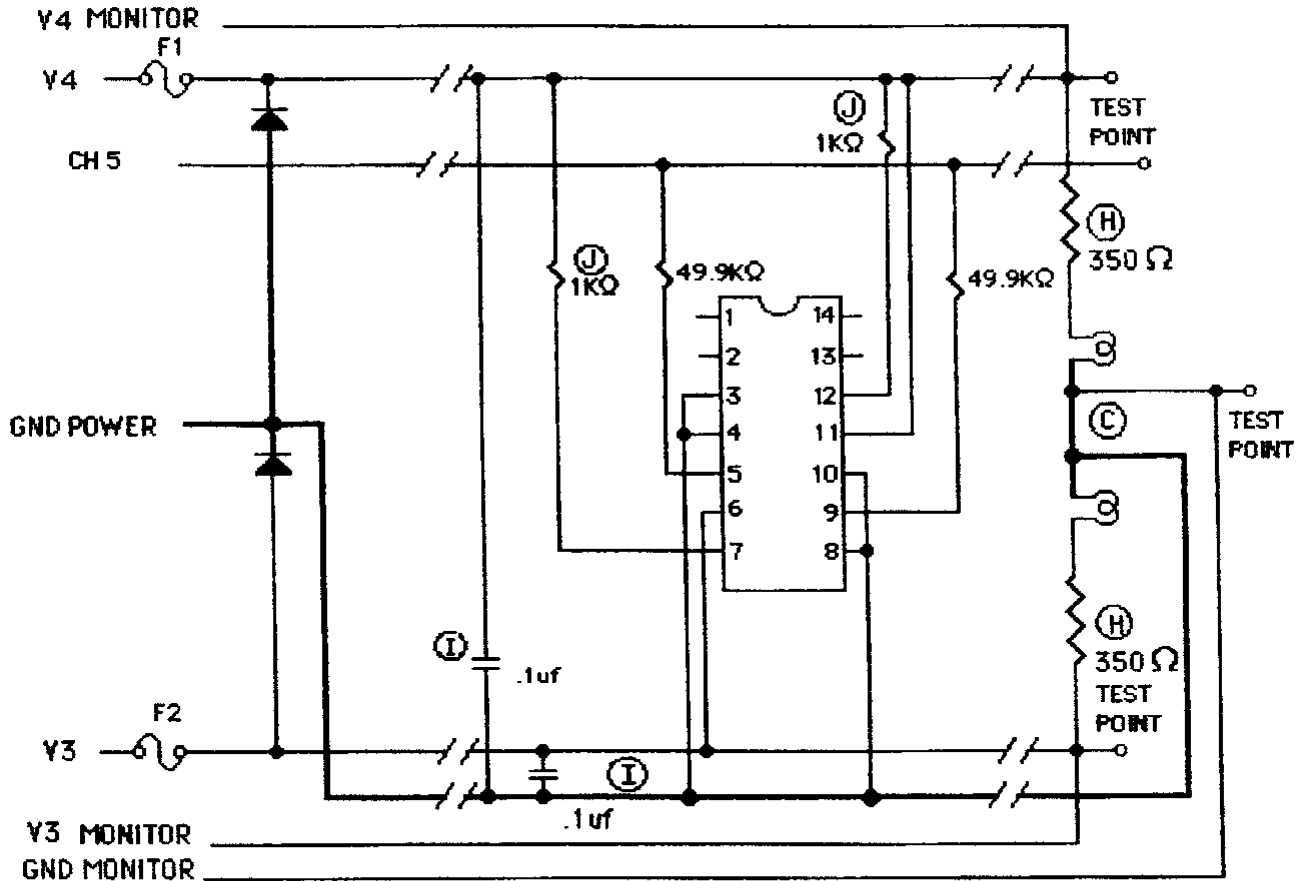 V4 MONITOR
F1
V4
TEST
POINT
J
1KΩ
CH 5
H
350 Ω
J
1KΩ
49.9KΩ
49.9KΩ
1
14
2
13
3
12
GND POWER
C
TEST
POINT
4
11
5
10
6
9
7
8
H
350 Ω
I
.1uf
TEST
POINT
F2
V3
I
.1uf
V3 MONITOR
GND MONITOR